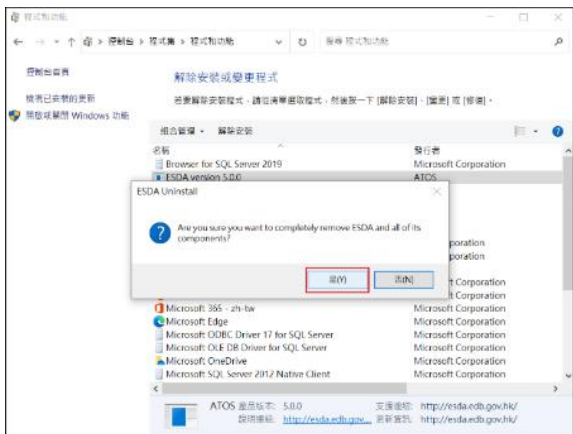 程式和功能
控制台 › 程式集 › 程式和功能
搜尋 程式和功能
控制台首頁
檢視已安裝的更新
開啟或關閉 Windows 功能
解除安裝或變更程式
若要解除安裝程式，請從清單選取程式，然後按一下 [解除安裝]、[變更] 或 [修復]。
組合管理 解除安裝
名稱 發行者
Browser for SQL Server 2019 Microsoft Corporation
ESDA version 5.0.0 ATOS
ESDA Uninstall
Are you sure you want to completely remove ESDA and all of its
components?
是(Y) 否(N)
poration
poration
t Corporation
t Corporation
Microsoft 365 - zh-tw Microsoft Corporation
Microsoft Edge Microsoft Corporation
Microsoft ODBC Driver 17 for SQL Server Microsoft Corporation
Microsoft OLE DB Driver for SQL Server Microsoft Corporation
Microsoft OneDrive Microsoft Corporation
Microsoft SQL Server 2012 Native Client Microsoft Corporation
ATOS 產品版本: 5.0.0 支援連結: http://esda.edb.gov.hk/
說明連結: http://esda.edb.gov... 更新資訊: http://esda.edb.gov.hk/